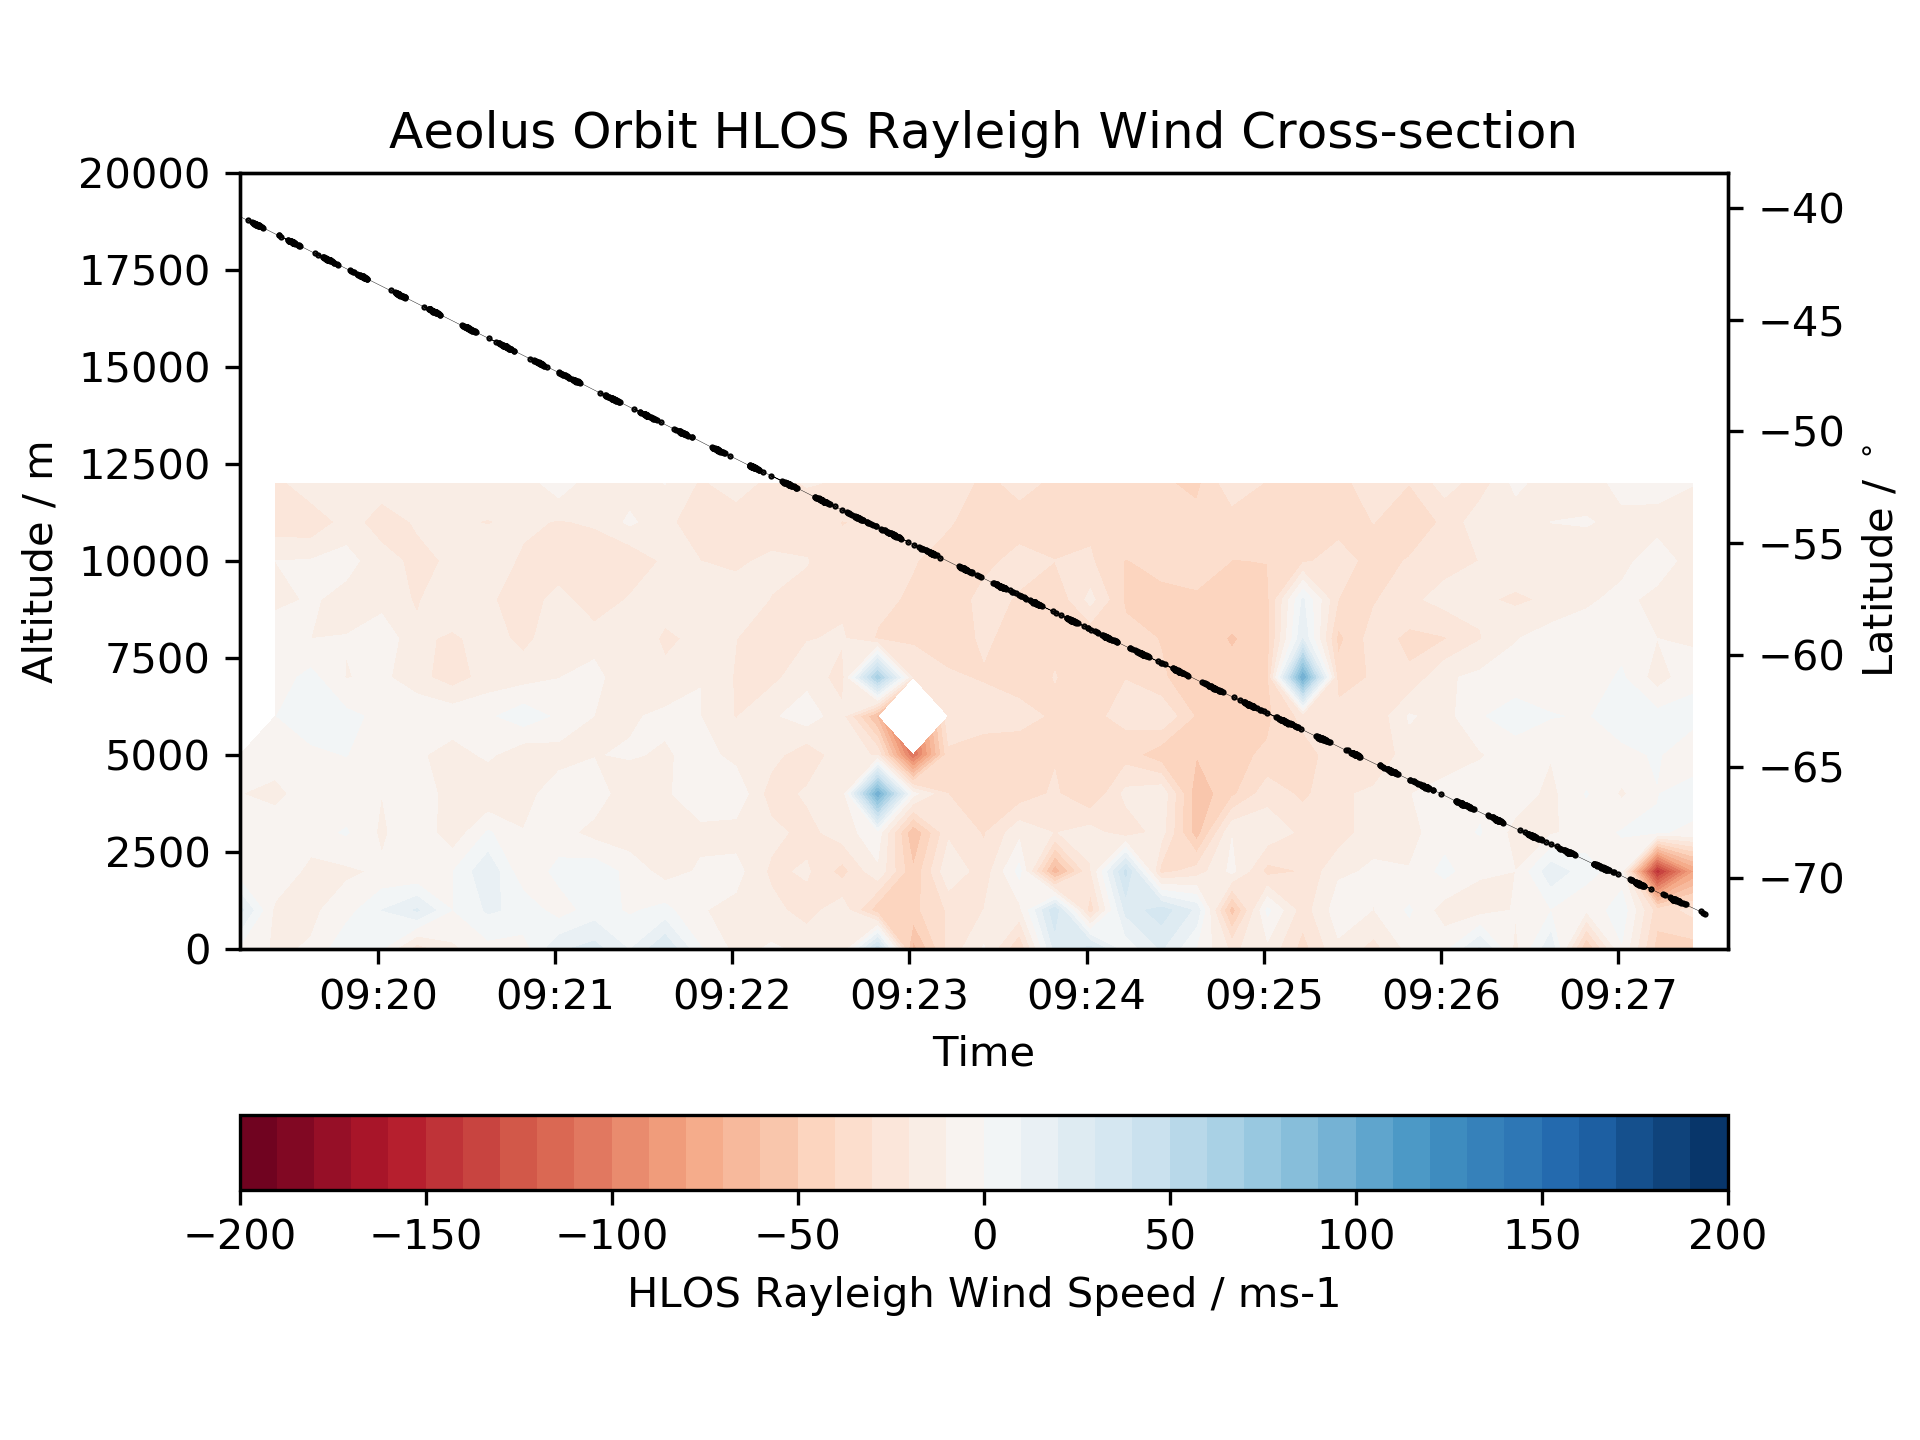 Aeolus Orbit HLOS Rayleigh Wind Cross-section
20000
17500
15000
12500
10000
7500
5000
2500
0
Altitude / m
−40
−45
−50
−55
−60
−65
−70
Latitude / °
09:20 09:21 09:22 09:23 09:24 09:25 09:26 09:27
Time
−200 −150 −100 −50 0 50 100 150 200
HLOS Rayleigh Wind Speed / ms-1